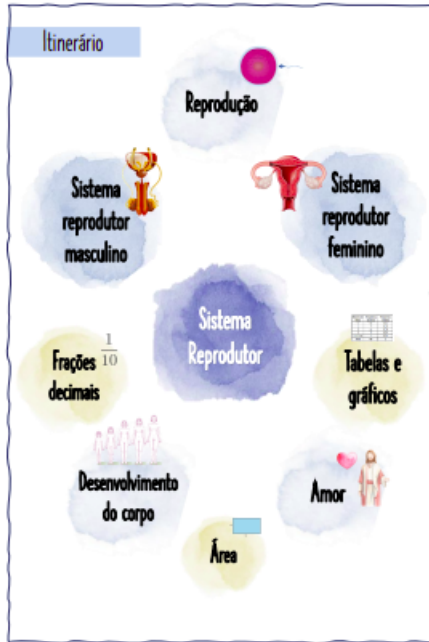 Itinerário
Reprodução
Sistema
reprodutor
masculino
Sistema
reprodutor
feminino
Sistema
Reprodutor
Frações
decimais
1
10
Tabelas e
gráficos
Desenvolvimento
do corpo
Amor
Área